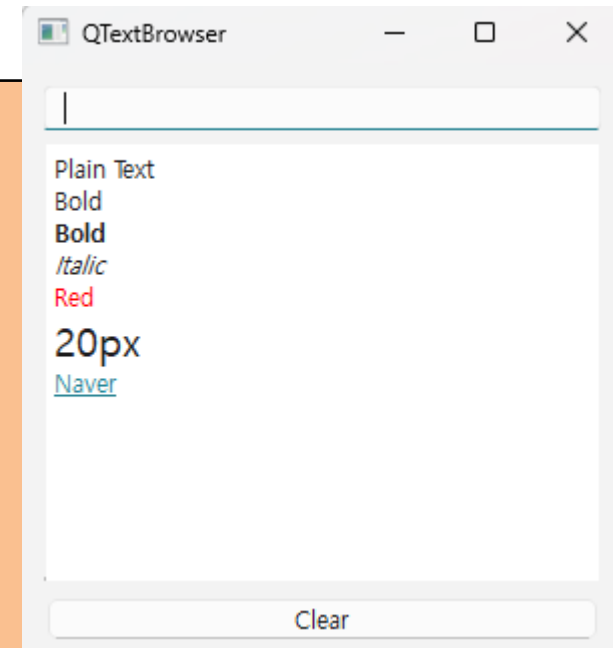 QTextBrowser
Plain Text
Bold
Bold
Italic
Red
20px
Naver
Clear